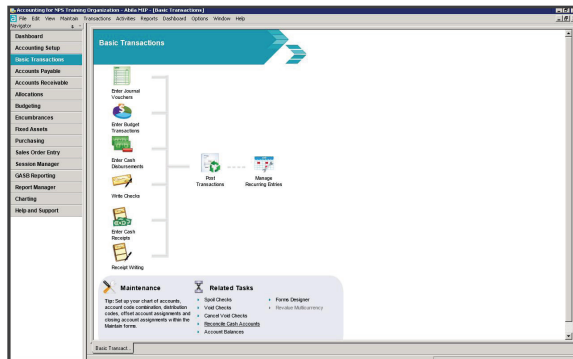 Accounting for NPS Training Organization - Abila MIP - [Basic Transactions]
File Edit View Maintain Transactions Activities Reports Dashboard Options Window Help
Navigator
Dashboard
Accounting Setup
Basic Transactions
Accounts Payable
Accounts Receivable
Allocations
Budgeting
Encumbrances
Fixed Assets
Purchasing
Sales Order Entry
Session Manager
GASB Reporting
Report Manager
Charting
Help and Support
Basic Transactions
Enter Journal
Vouchers
Enter Budget
Transactions
Enter Cash
Disbursements
Write Checks
Enter Cash
Receipts
Receipt Writing
Post
Transactions
Manage
Recurring Entries
Maintenance
Tip: Set up your chart of accounts,
account code combination, distribution
codes, offset account assignments and
closing account assignments within the
Maintain forms.
Related Tasks
Spoil Checks
Void Checks
Cancel Void Checks
Reconcile Cash Accounts
Account Balances
Forms Designer
Revalue Multicurrency
Basic Transact...